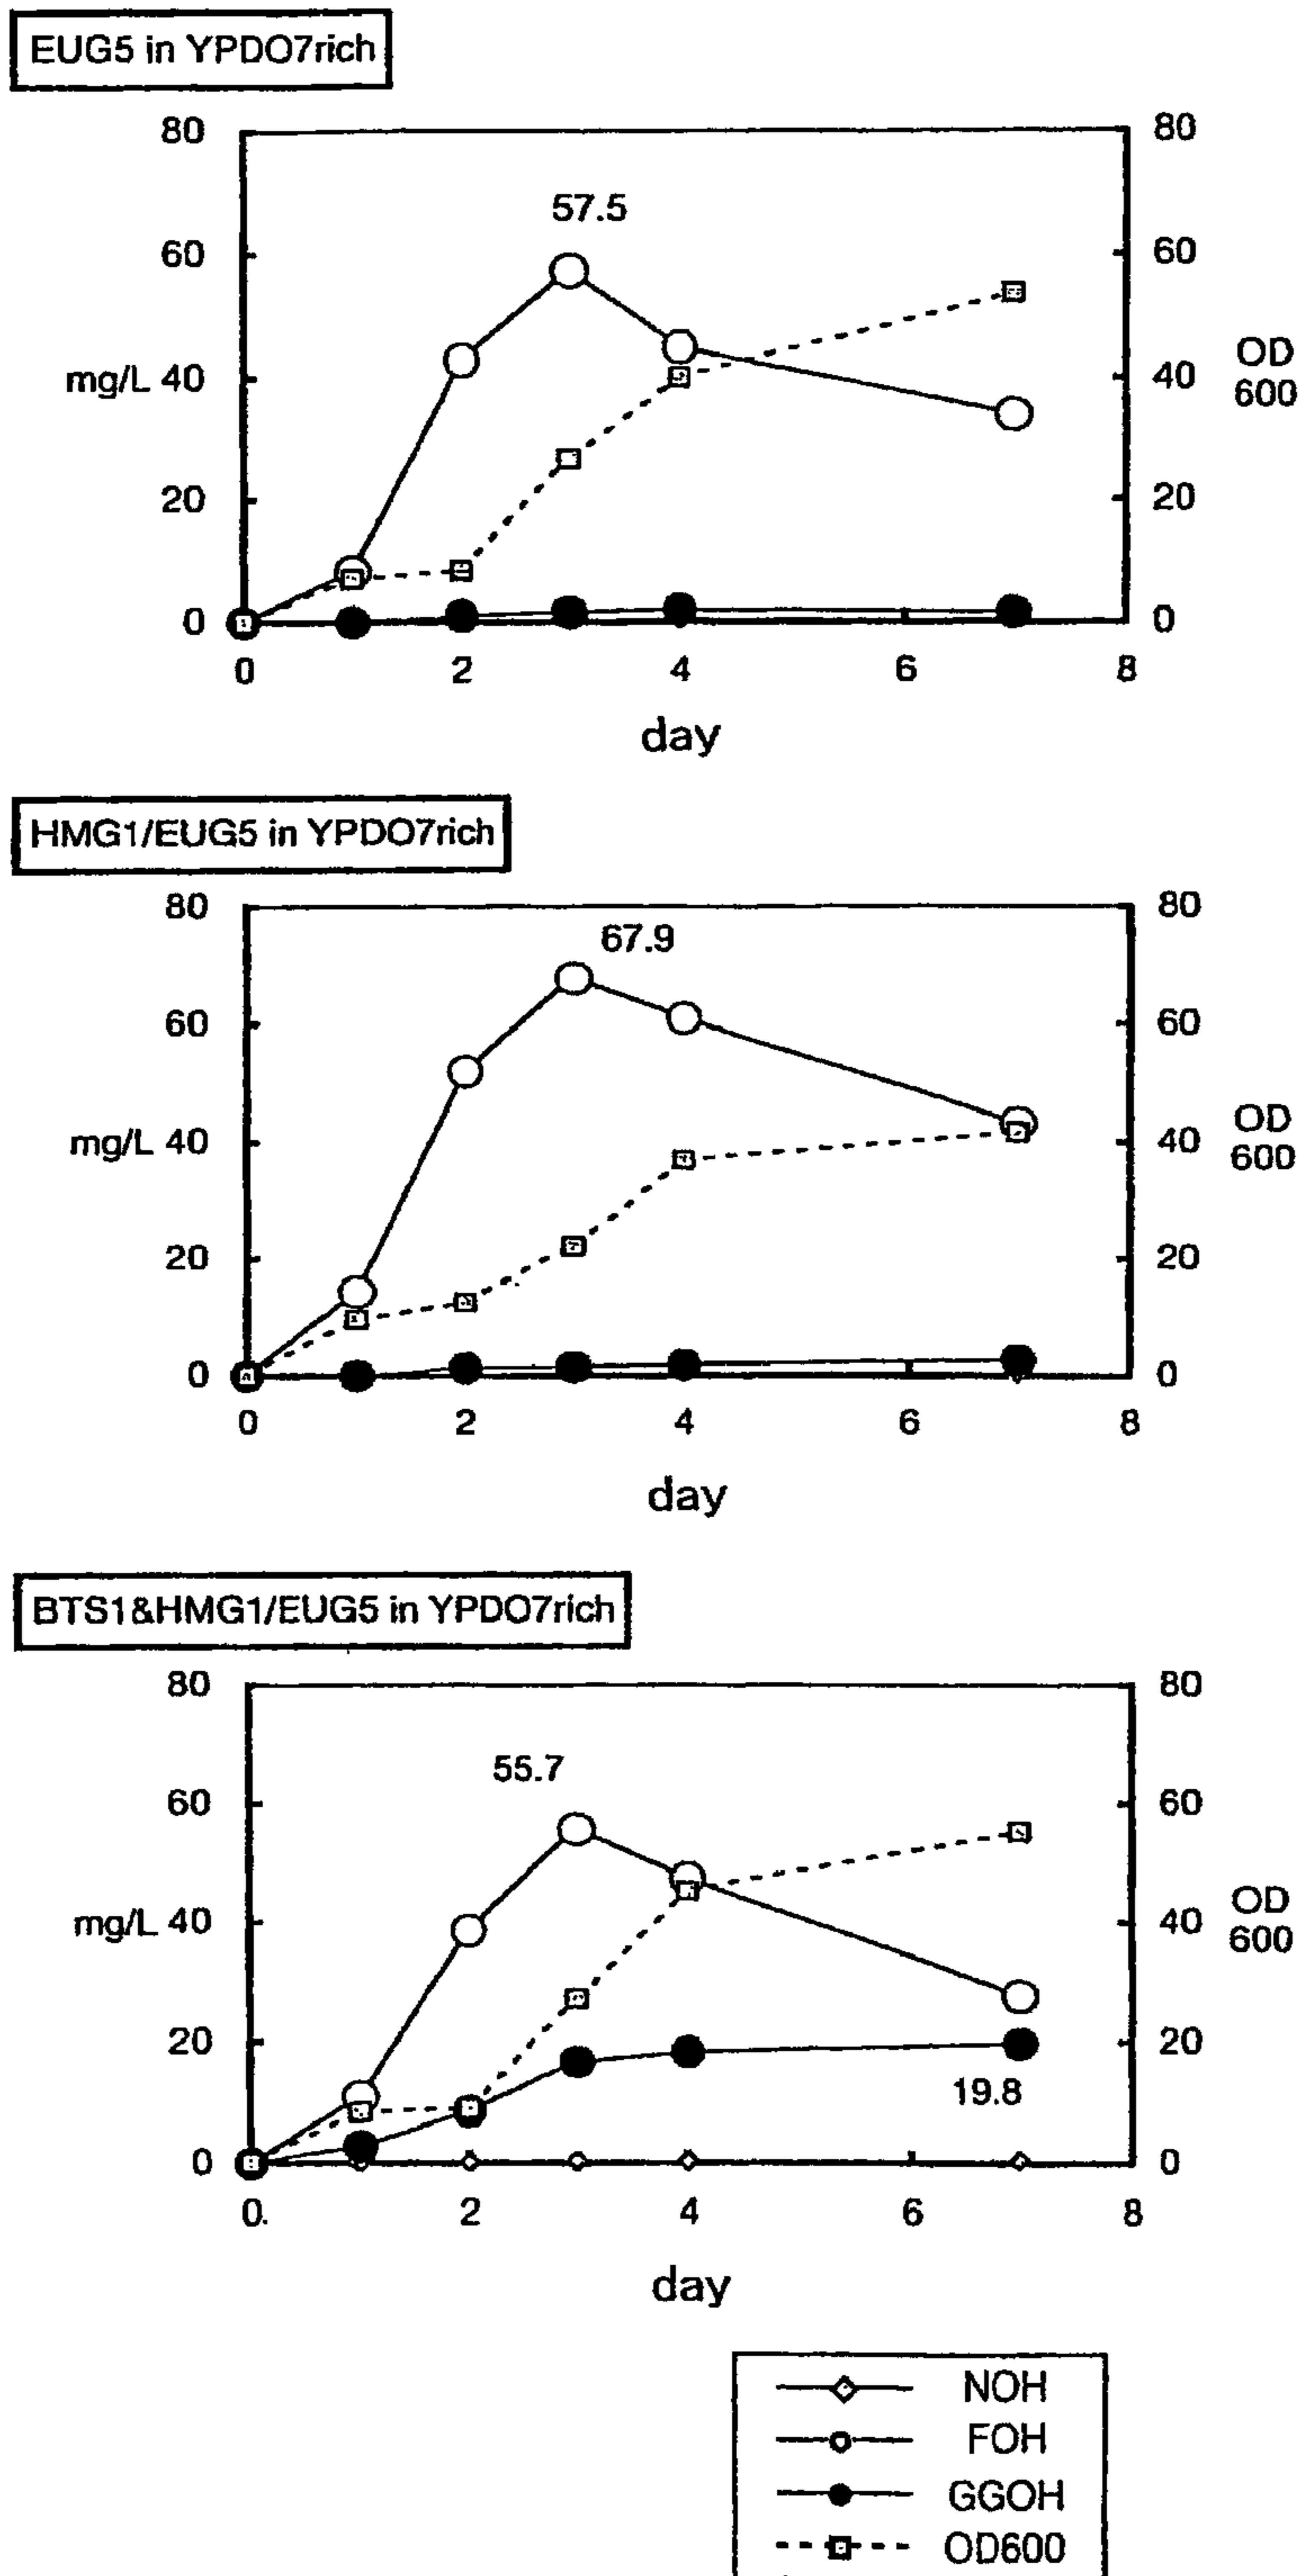 EUG5 in YPDO7rich
80 80
57.5
60 60
mg/L 40 40 OD 600
20 20
0 0
0 2 4 6 8
day
HMG1/EUG5 in YPDO7rich
80 80
67.9
60 60
mg/L 40 40 OD 600
20 20
0 0
0 2 4 6 8
day
BTS1&HMG1/EUG5 in YPDO7rich
80 80
55.7
60 60
mg/L 40 40 OD 600
20 20
19.8
0 0
0. 2 4 6 8
day
NOH
FOH
GGOH
OD600